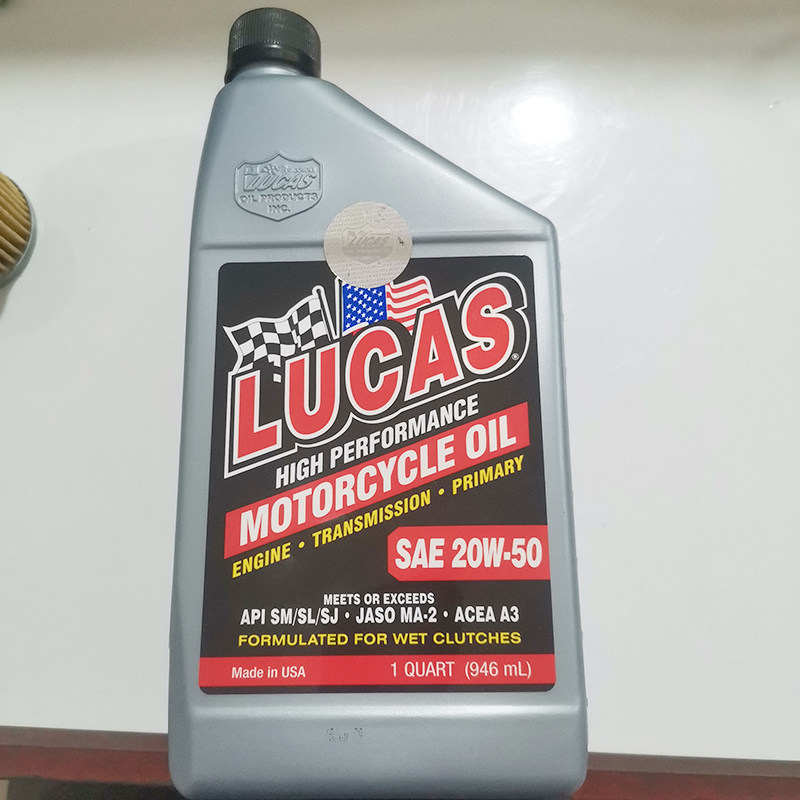 LUCAS
OIL PRODUCTS
INC.
LUCAS
LUCAS®
HIGH PERFORMANCE
MOTORCYCLE OIL
ENGINE • TRANSMISSION • PRIMARY
SAE 20W-50
MEETS OR EXCEEDS
API SM/SL/SJ • JASO MA-2 • ACEA A3
FORMULATED FOR WET CLUTCHES
Made in USA
1 QUART (946 mL)